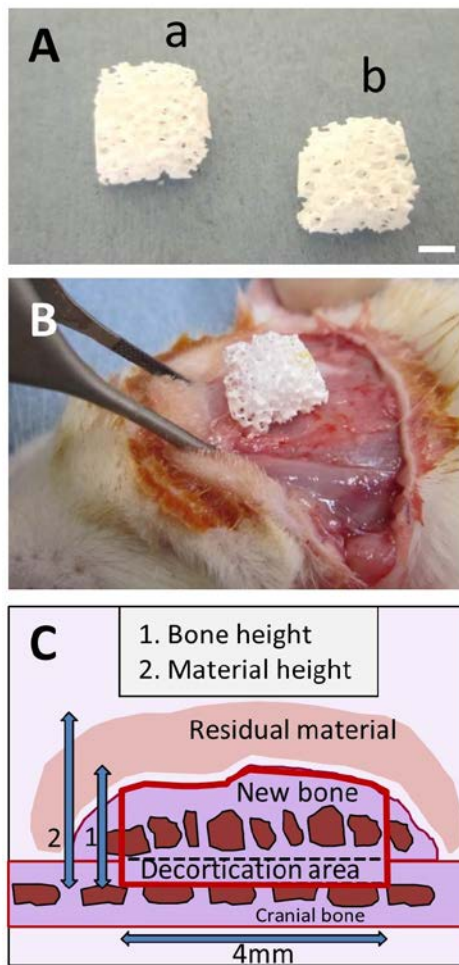 A
a
b
B
C
1. Bone height
2. Material height
Residual material
New bone
2
1
Decortication area
Cranial bone
4mm